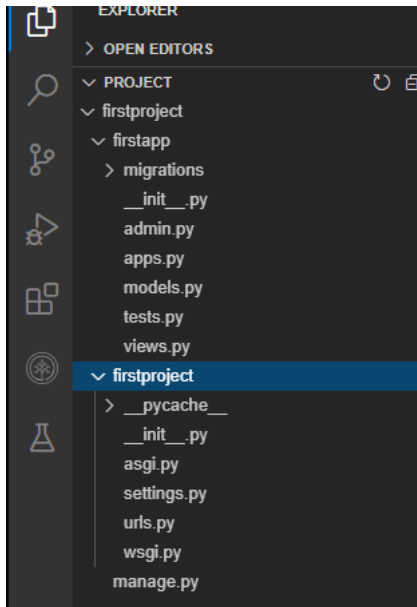 EXPLORER
OPEN EDITORS
PROJECT
firstproject
firstapp
migrations
__init__.py
admin.py
apps.py
models.py
tests.py
views.py
firstproject
__pycache__
__init__.py
asgi.py
settings.py
urls.py
wsgi.py
manage.py